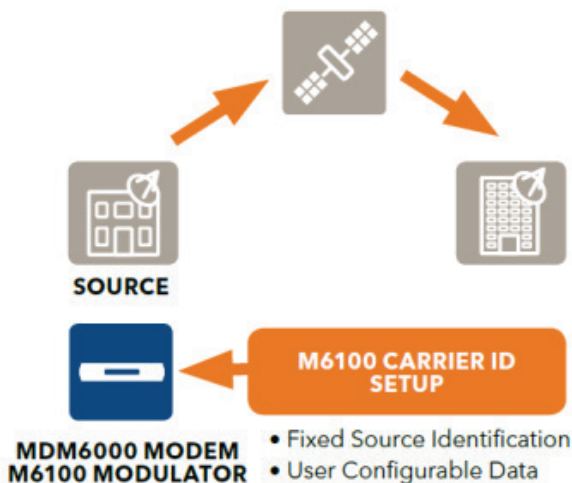 SOURCE
M6100 CARRIER ID
SETUP
MDM6000 MODEM
M6100 MODULATOR
• Fixed Source Identification
• User Configurable Data